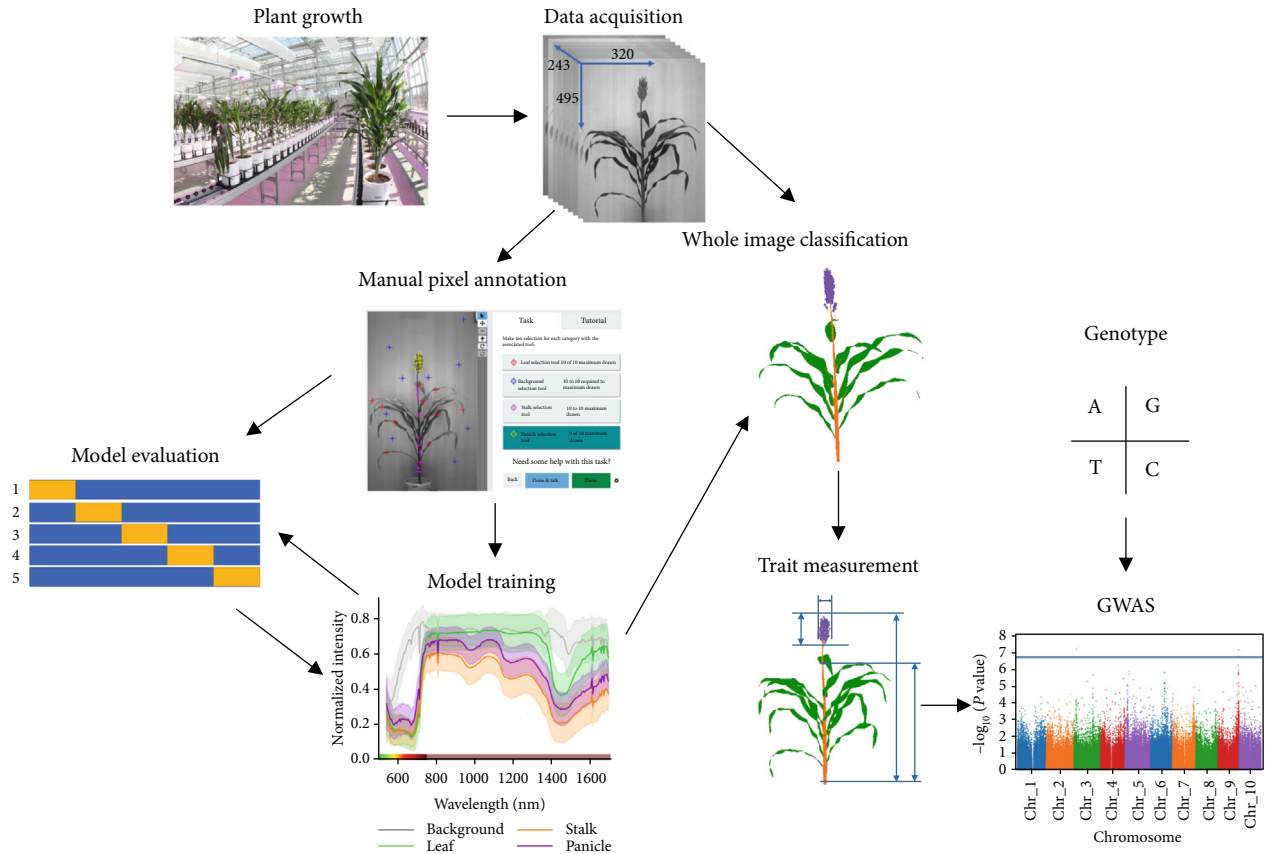 Plant growth
Data acquisition
320
243
495
Whole image classification
Manual pixel annotation
Task
Tutorial
Make ten selection for each category with the
associated tool.
Leaf selection tool 10 of 10 maximum drawn
Background
selection tool
10 to 10 required to
maximum drawn
Stalk selection
tool
10 to 10 maximum
drawn
Panicle selection
tool
9 of 10 maximum
drawn
Need some help with this task?
Back
Done & talk
Done
Genotype
A
G
T
C
Model evaluation
1
2
3
4
5
Model training
Normalized intensity
0.8
0.6
0.4
0.2
0.0
600
800
1000
1200
1400
1600
Wavelength (nm)
Background
Stalk
Leaf
Panicle
Trait measurement
GWAS
–log10 (P value)
8
7
6
5
4
3
2
1
0
Chr_1
Chr_2
Chr_3
Chr_4
Chr_5
Chr_6
Chr_7
Chr_8
Chr_9
Chr_10
Chromosome